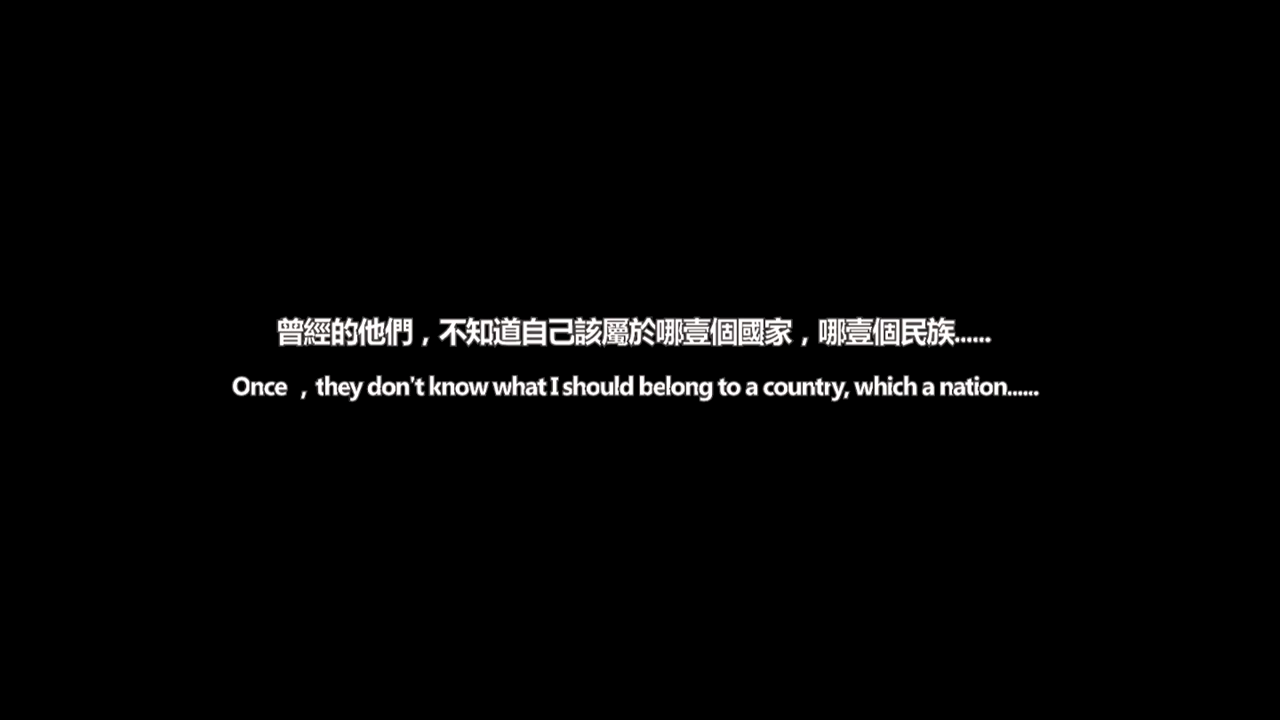 曾經的他們，不知道自己該屬於哪壹個國家，哪壹個民族......
Once ，they don't know what I should belong to a country, which a nation......